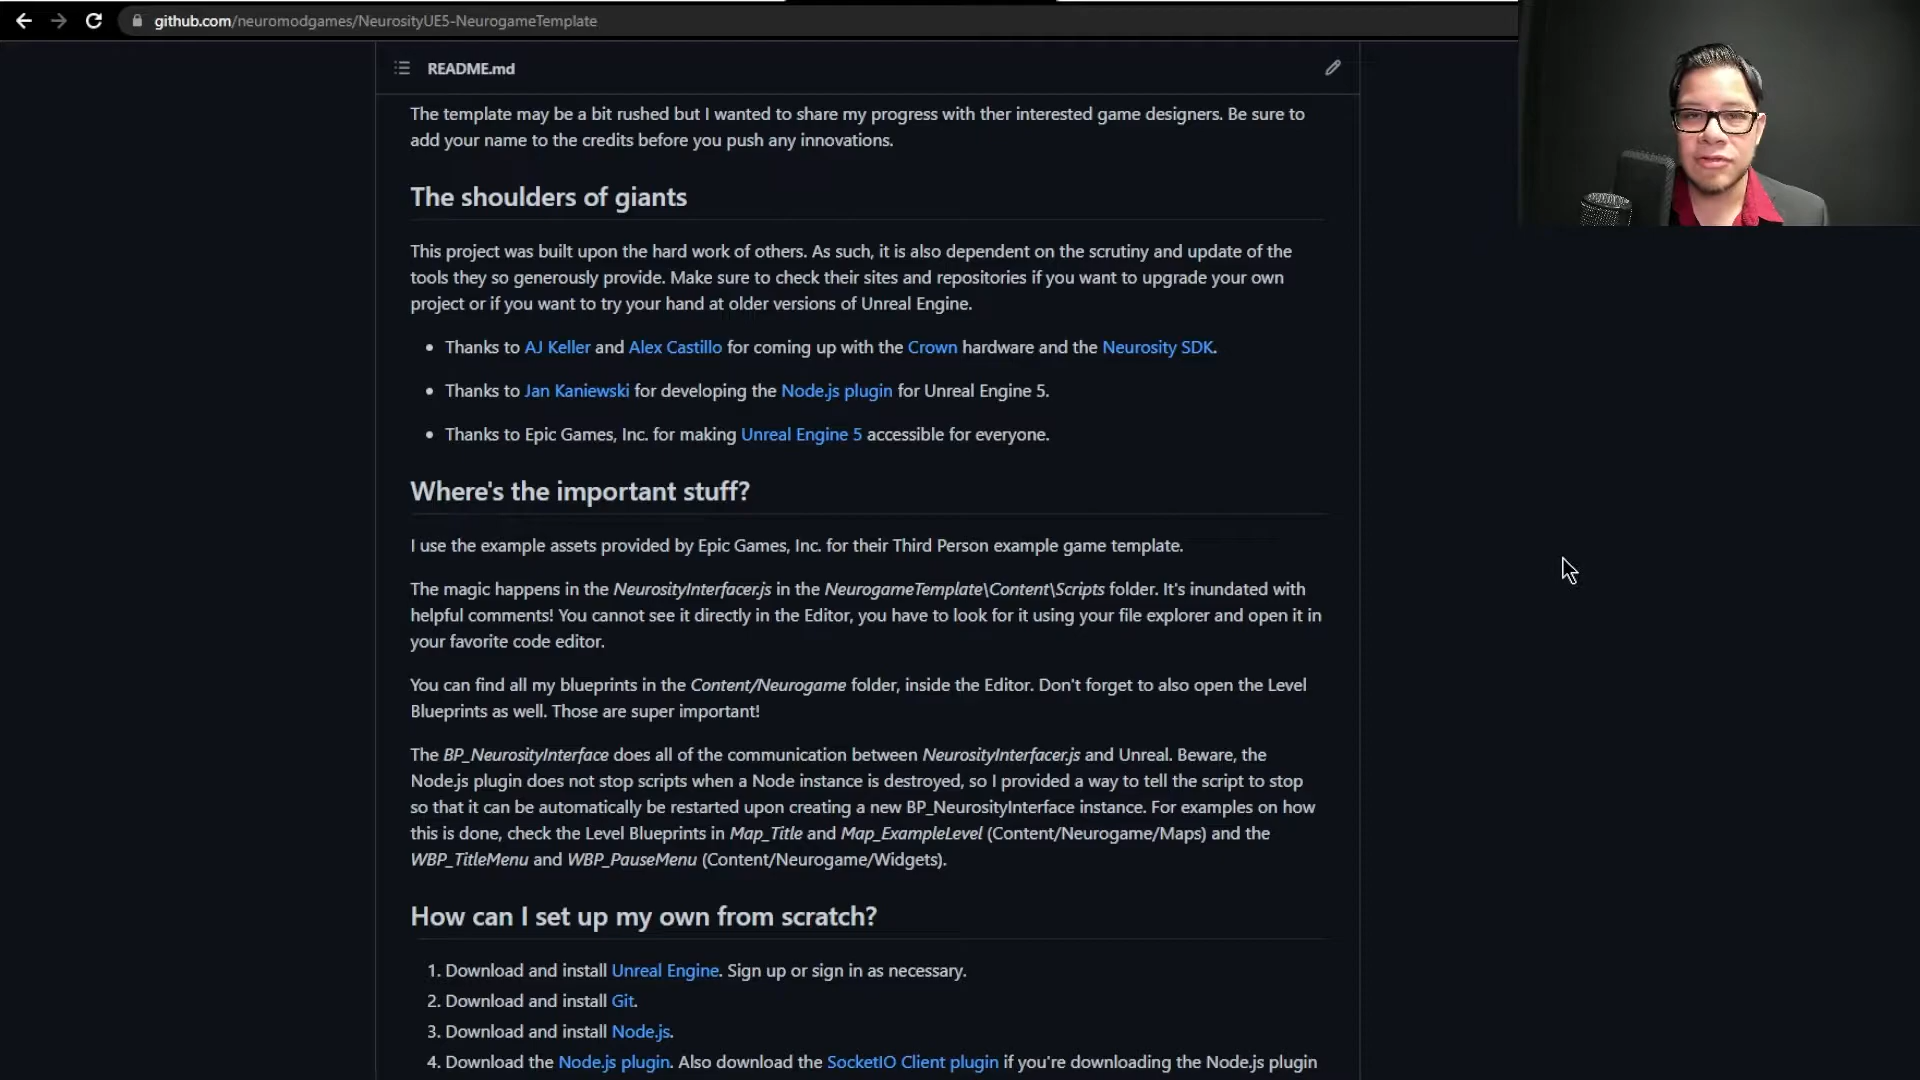 github.com/neuromodgames/NeurosityUE5-NeurogameTemplate
README.md
The template may be a bit rushed but I wanted to share my progress with ther interested game designers. Be sure to
add your name to the credits before you push any innovations.
The shoulders of giants
This project was built upon the hard work of others. As such, it is also dependent on the scrutiny and update of the
tools they so generously provide. Make sure to check their sites and repositories if you want to upgrade your own
project or if you want to try your hand at older versions of Unreal Engine.
• Thanks to AJ Keller and Alex Castillo for coming up with the Crown hardware and the Neurosity SDK.
• Thanks to Jan Kaniewski for developing the Node.js plugin for Unreal Engine 5.
• Thanks to Epic Games, Inc. for making Unreal Engine 5 accessible for everyone.
Where's the important stuff?
I use the example assets provided by Epic Games, Inc. for their Third Person example game template.
The magic happens in the NeurosityInterfacer.js in the NeurogameTemplate\Content\Scripts folder. It's inundated with
helpful comments! You cannot see it directly in the Editor, you have to look for it using your file explorer and open it in
your favorite code editor.
You can find all my blueprints in the Content/Neurogame folder, inside the Editor. Don't forget to also open the Level
Blueprints as well. Those are super important!
The BP_NeurosityInterface does all of the communication between NeurosityInterfacer.js and Unreal. Beware, the
Node.js plugin does not stop scripts when a Node instance is destroyed, so I provided a way to tell the script to stop
so that it can be automatically be restarted upon creating a new BP_NeurosityInterface instance. For examples on how
this is done, check the Level Blueprints in Map_Title and Map_ExampleLevel (Content/Neurogame/Maps) and the
WBP_TitleMenu and WBP_PauseMenu (Content/Neurogame/Widgets).
How can I set up my own from scratch?
1. Download and install Unreal Engine. Sign up or sign in as necessary.
2. Download and install Git.
3. Download and install Node.js.
4. Download the Node.js plugin. Also download the SocketIO Client plugin if you're downloading the Node.js plugin